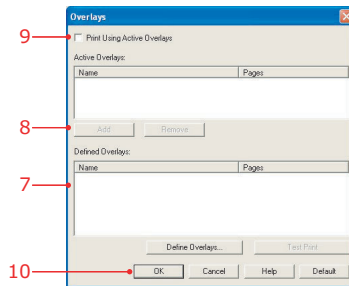 Overlays
9 Print Using Active Overlays
Active Overlays:
Name Pages
8 Add Remove
Defined Overlays:
7 Name Pages
Define Overlays... Test Print
10 OK Cancel Help Default